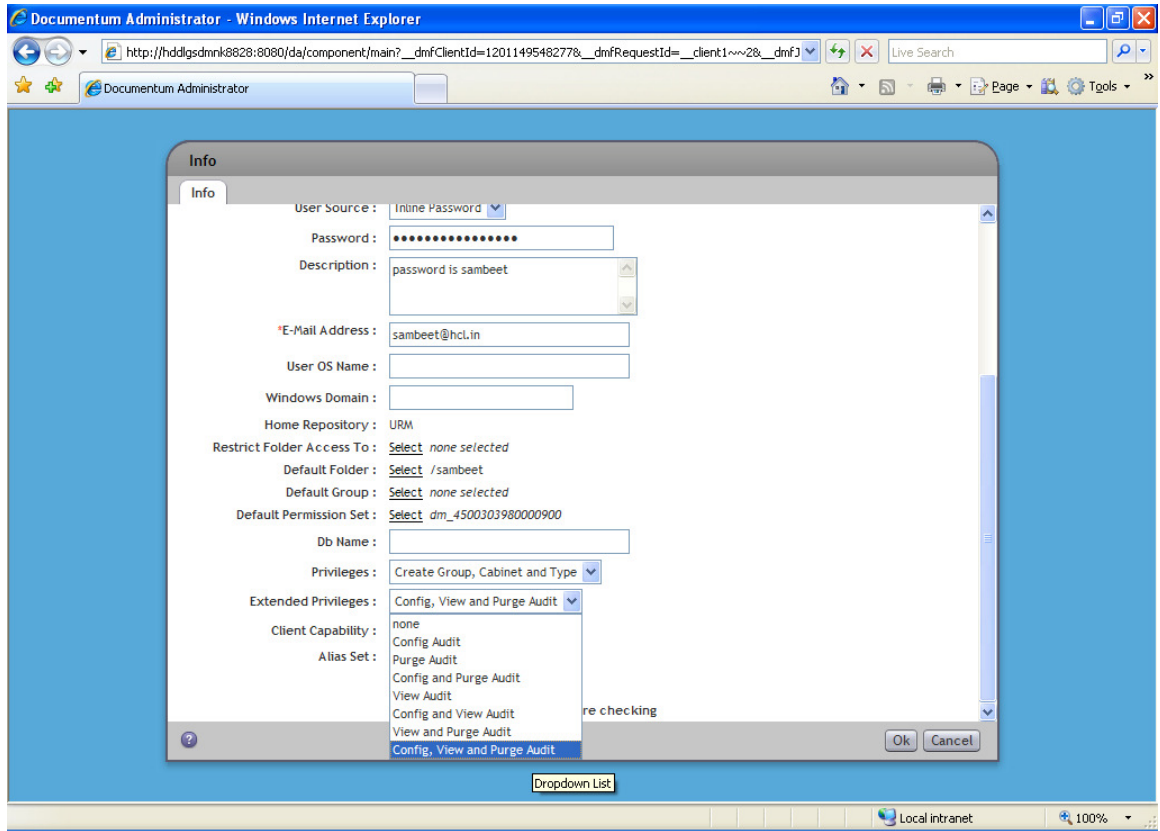 Documentum Administrator - Windows Internet Explorer
http://hddlgsdmnk8828:8080/da/component/main?__dmfClientId=1201149548277&__dmfRequestId=__client1~~2&__dmfJ
Live Search
Documentum Administrator
Page
Tools
»
Info
Info
User Source : Inline Password
Password : ••••••••••••••••
Description : password is sambeet
*E-Mail Address : sambeet@hcl.in
User OS Name :
Windows Domain :
Home Repository : URM
Restrict Folder Access To : Select none selected
Default Folder : Select /sambeet
Default Group : Select none selected
Default Permission Set : Select dm_4500303980000900
Db Name :
Privileges : Create Group, Cabinet and Type
Extended Privileges : Config, View and Purge Audit
Client Capability :
Alias Set :
none
Config Audit
Purge Audit
Config and Purge Audit
View Audit
Config and View Audit
View and Purge Audit
Config, View and Purge Audit
re checking
?
Ok
Cancel
Dropdown List
Local intranet
100%